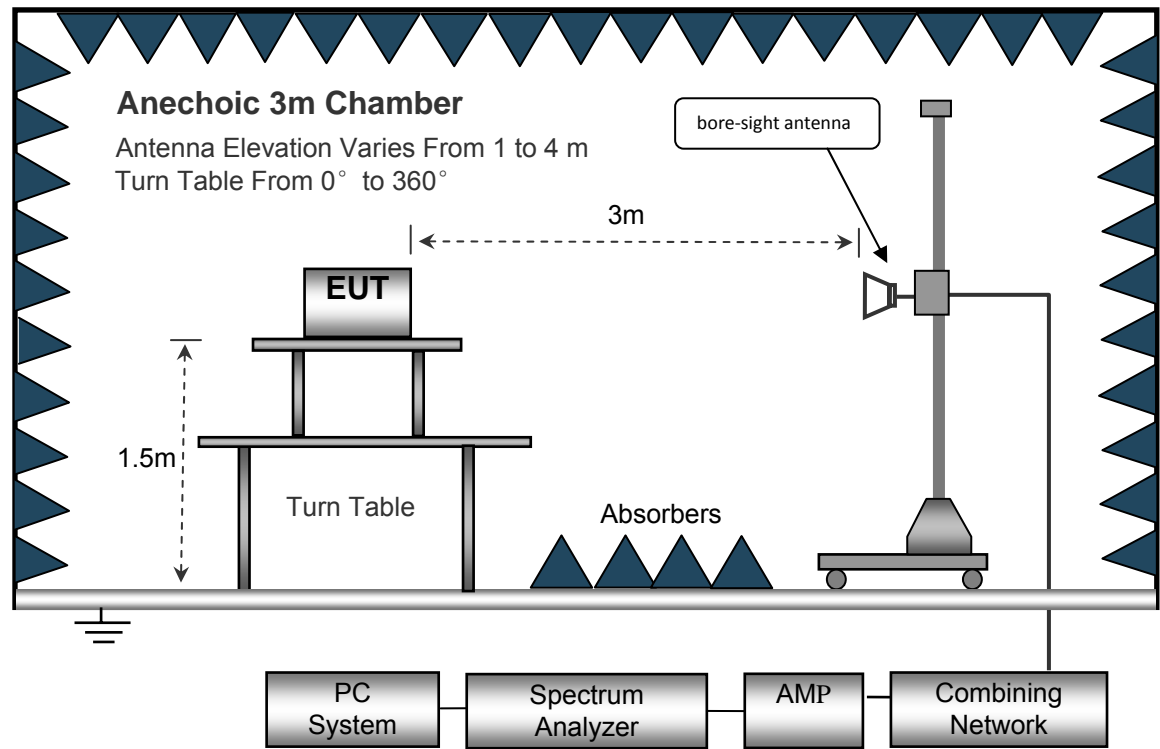 Anechoic 3m Chamber
Antenna Elevation Varies From 1 to 4 m
Turn Table From 0° to 360°
bore-sight antenna
3m
EUT
1.5m
Turn Table
Absorbers
PC
System
Spectrum
Analyzer
AMP
Combining
Network